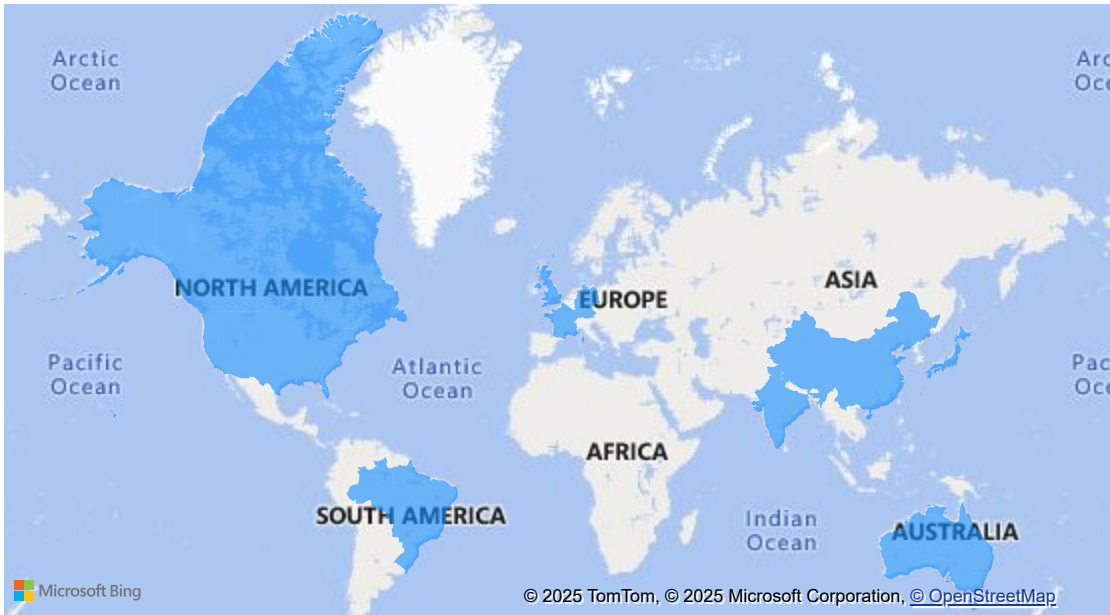 Arctic
Ocean
Arc
Oce
NORTH AMERICA
EUROPE
ASIA
Pacific
Ocean
Atlantic
Ocean
Pac
Oce
AFRICA
SOUTH AMERICA
Indian
Ocean
AUSTRALIA
Microsoft Bing
© 2025 TomTom, © 2025 Microsoft Corporation, © OpenStreetMap